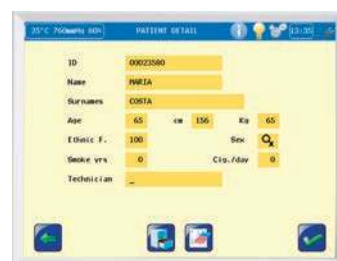 25°C 760mmHg 60% PATIENT DETAIL 13:35
ID 00023500
Name MARIA
Surnames COSTA
Age 65 cm 156 Kg 65
Ethnic F. 100 Sex
Smoke yrs 0 Cig./day 0
Technician _